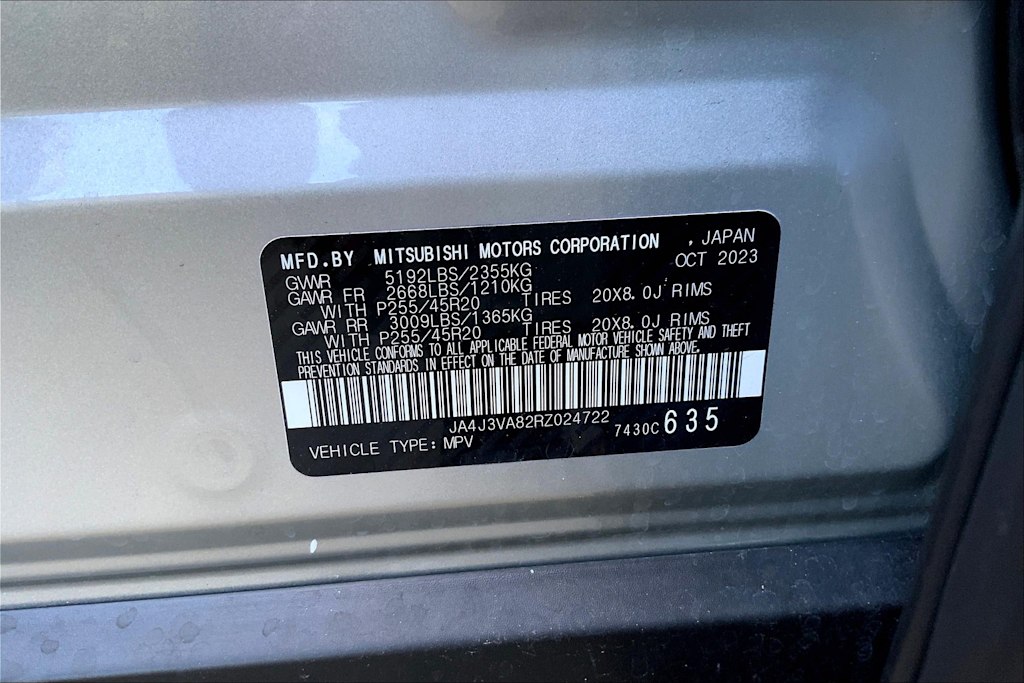 MFD.BY MITSUBISHI MOTORS CORPORATION , JAPAN
GVWR 5192LBS/2355KG OCT 2023
GAWR FR 2668LBS/1210KG
WITH P255/45R20 TIRES 20X8.0J RIMS
GAWR RR 3009LBS/1365KG
WITH P255/45R20 TIRES 20X8.0J RIMS
THIS VEHICLE CONFORMS TO ALL APPLICABLE FEDERAL MOTOR VEHICLE SAFETY AND THEFT
PREVENTION STANDARDS IN EFFECT ON THE DATE OF MANUFACTURE SHOWN ABOVE.
JA4J3VA82RZ024722
VEHICLE TYPE: MPV 7430C 635